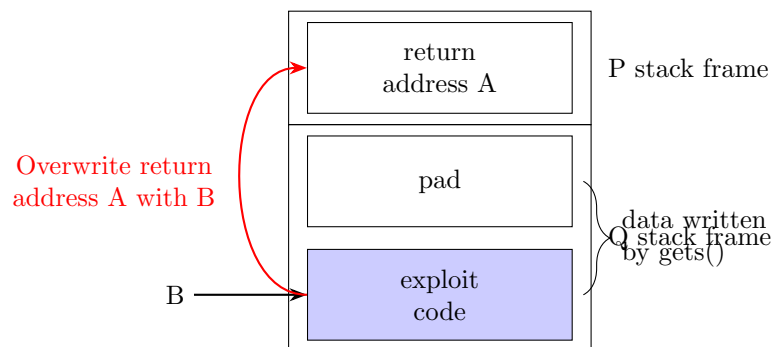 return
address A
P stack frame
Overwrite return
address A with B
pad
data written
Q stack frame
by gets()
B
exploit
code